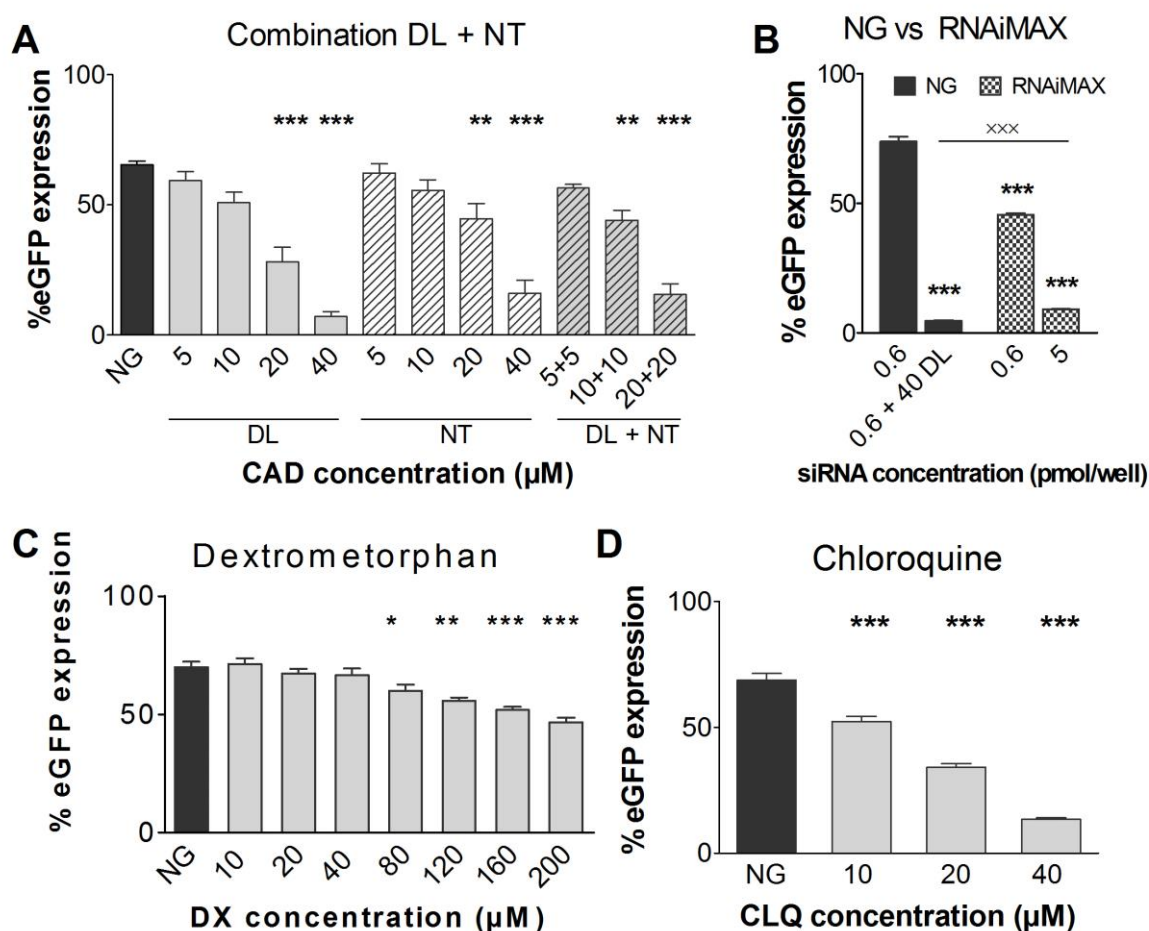 A
Combination DL + NT
%eGFP expression
100
50
0
*** *** ** *** ** ***
NG 5 10 20 40 5 10 20 40 5+5 10+10 20+20
DL NT DL + NT
CAD concentration (µM)
B
NG vs RNAiMAX
% eGFP expression
100
50
0
NG RNAiMAX
×××
***
*** ***
0.6 0.6 + 40 DL 0.6 5
siRNA concentration (pmol/well)
C
Dextrometorphan
% eGFP expression
100
50
0
* ** *** ***
NG 10 20 40 80 120 160 200
DX concentration (µM)
D
Chloroquine
% eGFP expression
100
50
0
*** *** ***
NG 10 20 40
CLQ concentration (µM)